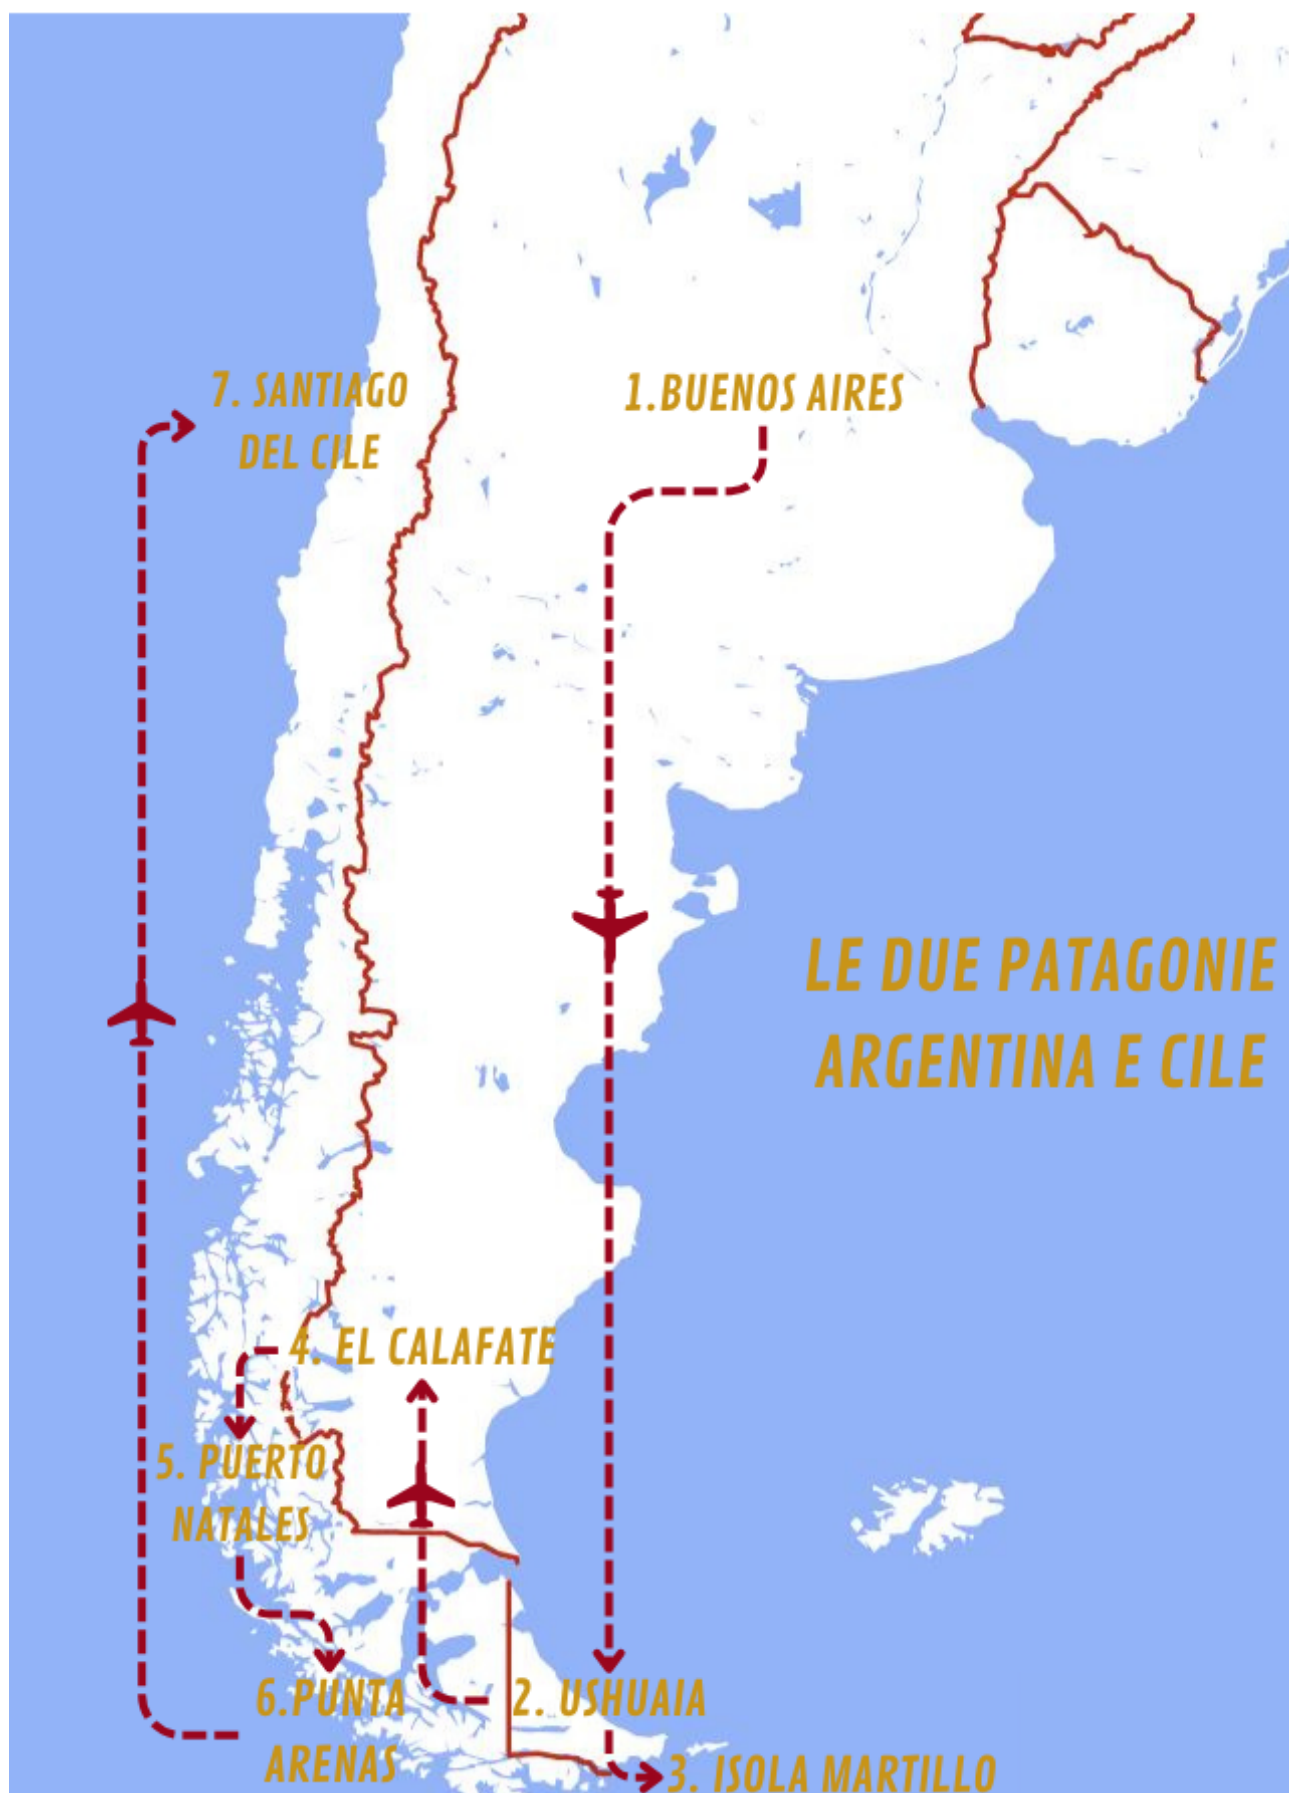 7. SANTIAGO
DEL CILE
1.BUENOS AIRES
LE DUE PATAGONIE
ARGENTINA E CILE
4. EL CALAFATE
5. PUERTO
NATALES
6.PUNTA
ARENAS
2. USHUAIA
3. ISOLA MARTILLO